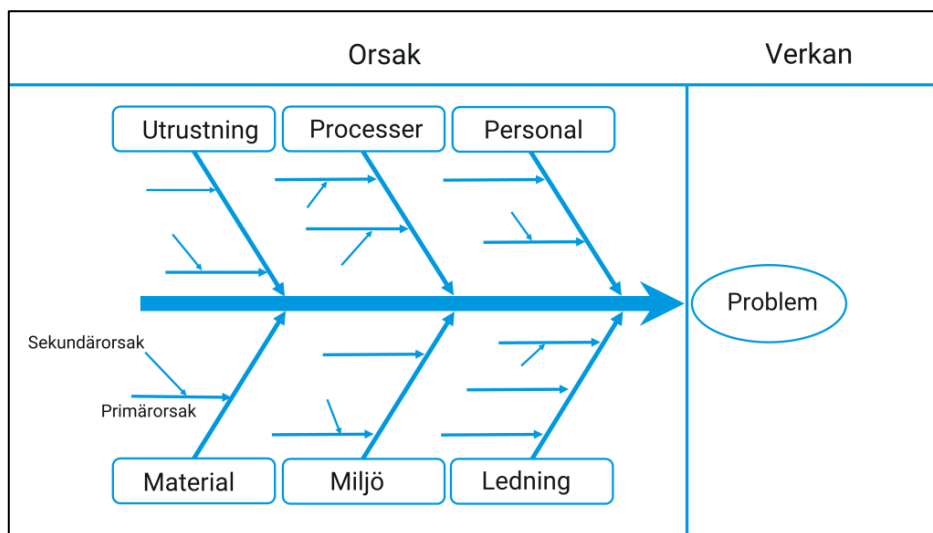 Orsak
Verkan
Utrustning
Processer
Personal
Problem
Sekundärorsak
Primärorsak
Material
Miljö
Ledning